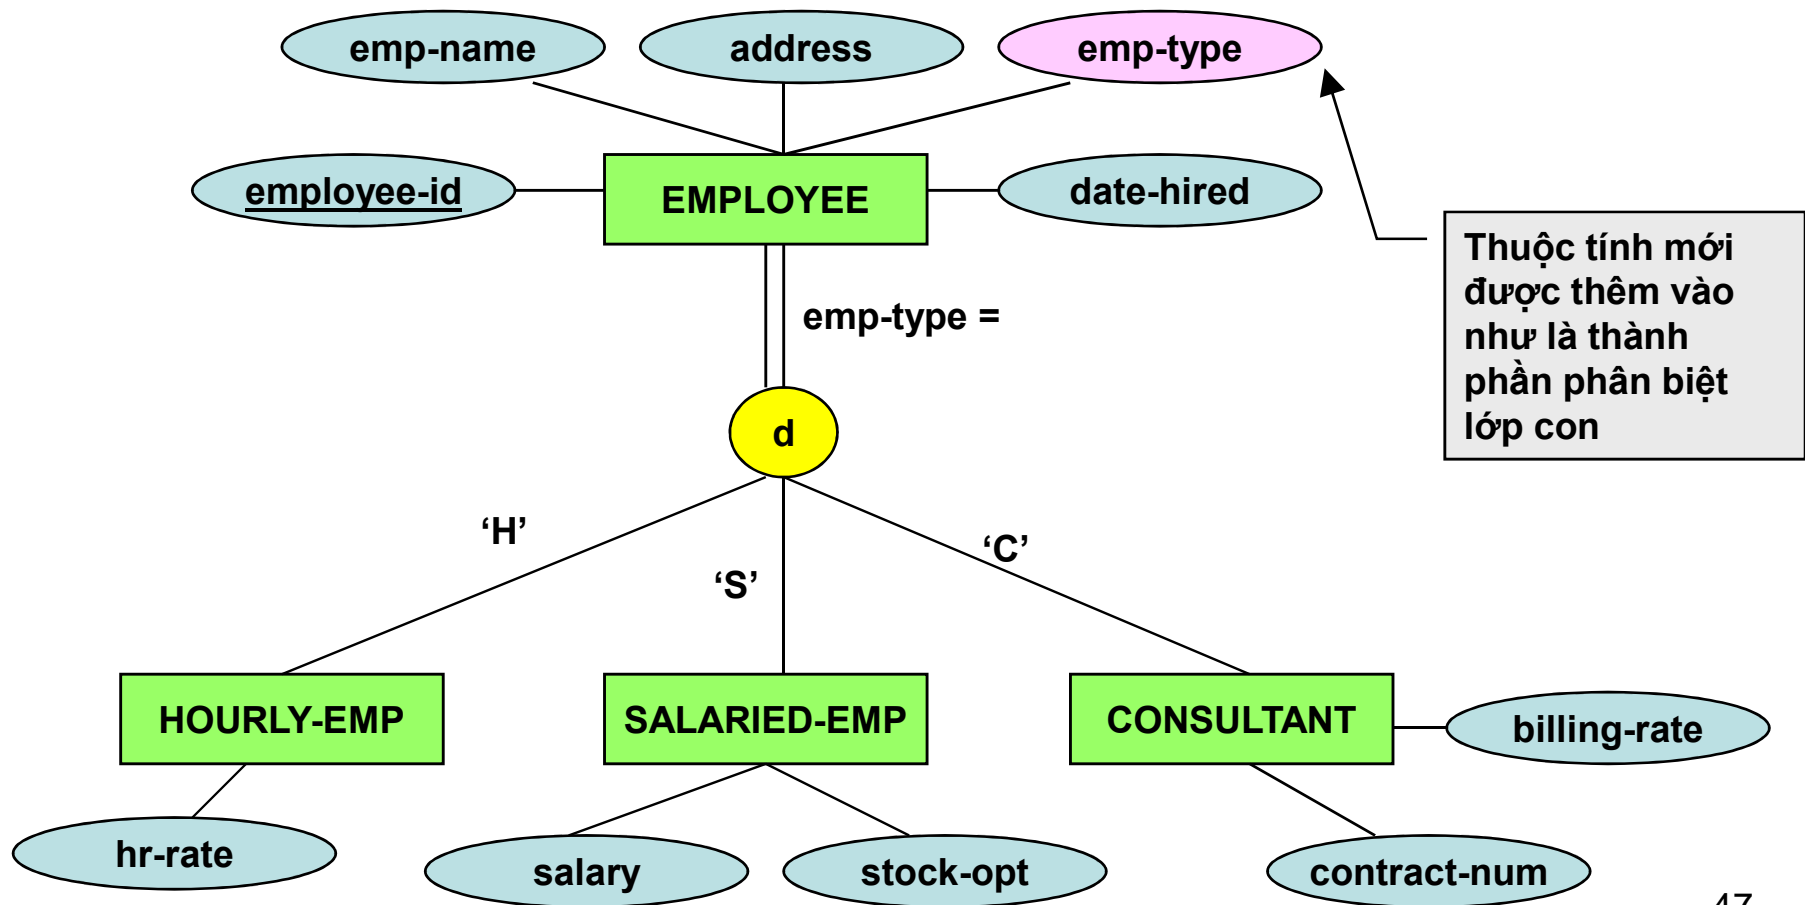 emp-name
address
emp-type
employee-id
EMPLOYEE
date-hired
Thuộc tính mới
được thêm vào
như là thành
phần phân biệt
lớp con
emp-type =
d
‘H’
‘S’
‘C’
HOURLY-EMP
SALARIED-EMP
CONSULTANT
billing-rate
hr-rate
salary
stock-opt
contract-num
47